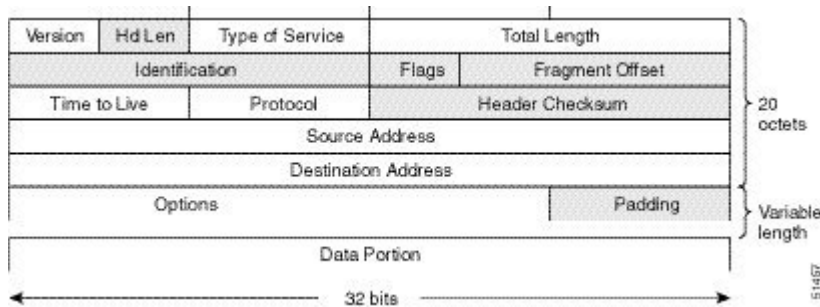 Version Hd Len Type of Service Total Length
Identification Flags Fragment Offset
Time to Live Protocol Header Checksum
20
octets
Source Address
Destination Address
Options Padding
Variable
length
Data Portion
32 bits
51457